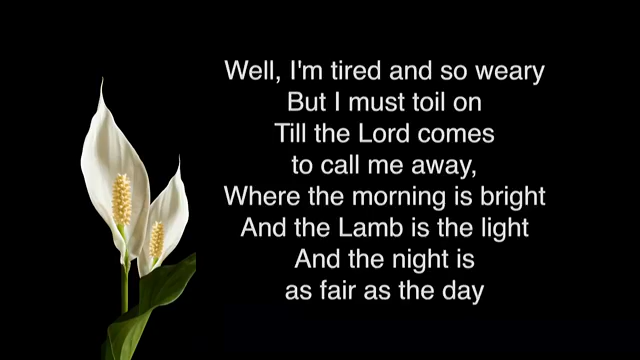 Well, I'm tired and so weary
But I must toil on
Till the Lord comes
to call me away,
Where the morning is bright
And the Lamb is the light
And the night is
as fair as the day